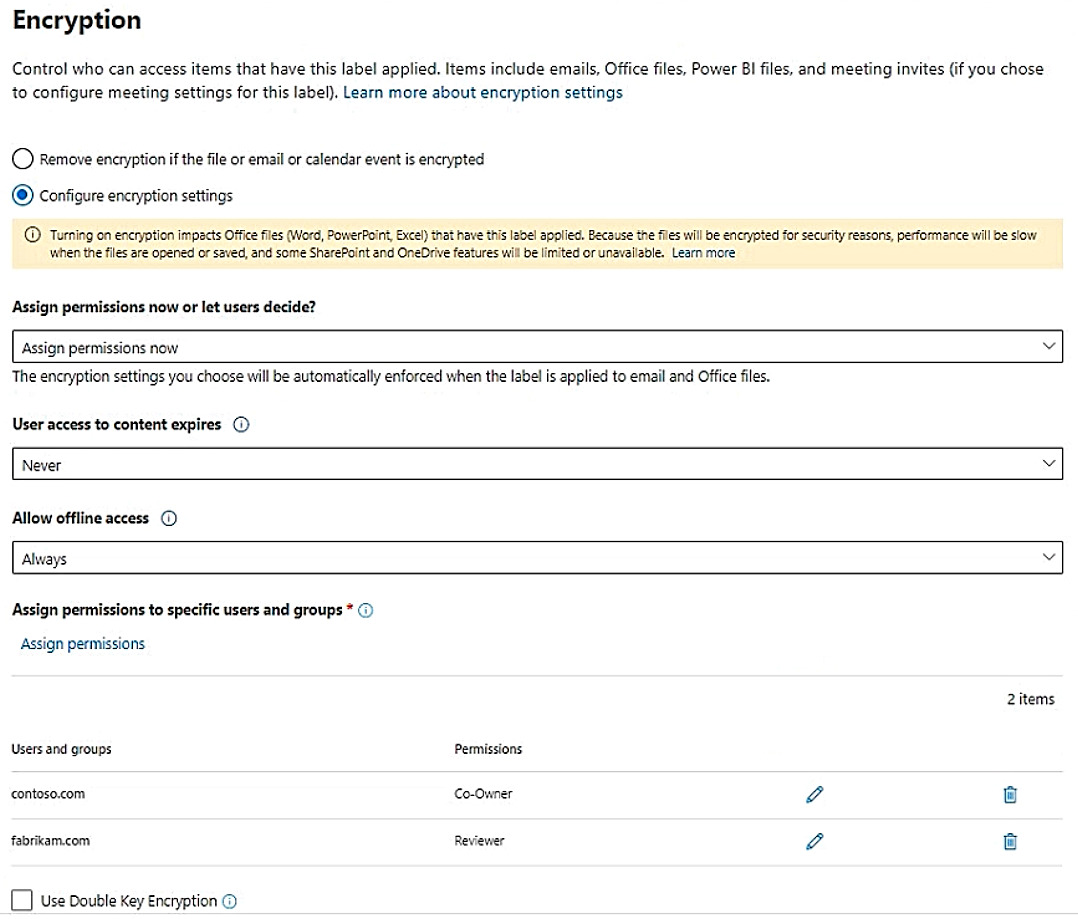 Encryption
Control who can access items that have this label applied. Items include emails, Office files, Power BI files, and meeting invites (if you chose
to configure meeting settings for this label). Learn more about encryption settings
Remove encryption if the file or email or calendar event is encrypted
Configure encryption settings
Turning on encryption impacts Office files (Word, PowerPoint, Excel) that have this label applied. Because the files will be encrypted for security reasons, performance will be slow
when the files are opened or saved, and some SharePoint and OneDrive features will be limited or unavailable. Learn more
Assign permissions now or let users decide?
Assign permissions now
The encryption settings you choose will be automatically enforced when the label is applied to email and Office files.
User access to content expires
Never
Allow offline access
Always
Assign permissions to specific users and groups *
Assign permissions
2 items
Users and groups Permissions
contoso.com Co-Owner
fabrikam.com Reviewer
Use Double Key Encryption